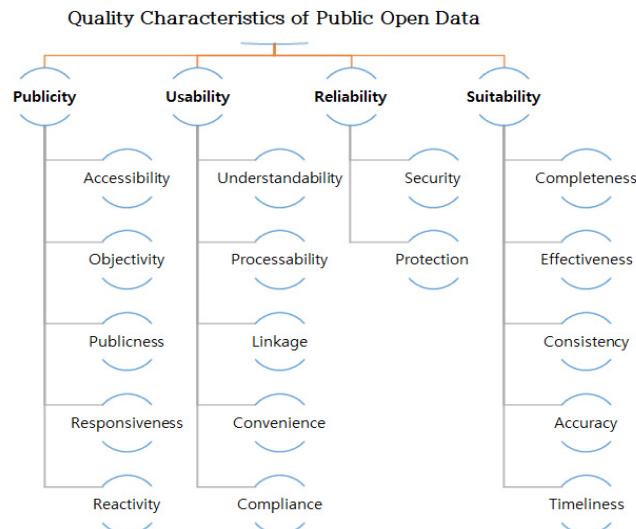 Quality Characteristics of Public Open Data
Publicity
Usability
Reliability
Suitability
Accessibility
Understandability
Security
Completeness
Objectivity
Processability
Protection
Effectiveness
Publicness
Linkage
Consistency
Responsiveness
Convenience
Accuracy
Reactivity
Compliance
Timeliness